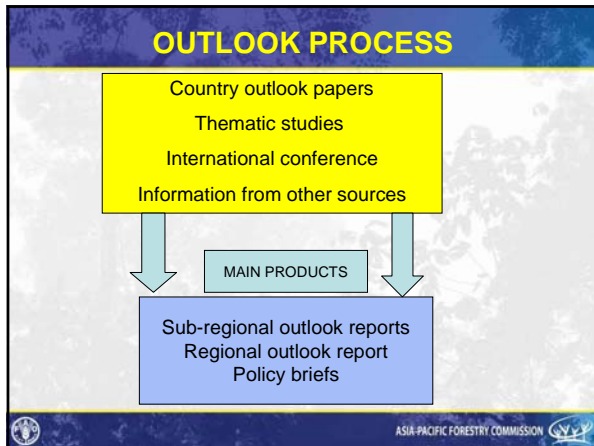 OUTLOOK PROCESS
Country outlook papers
Thematic studies
International conference
Information from other sources
MAIN PRODUCTS
Sub-regional outlook reports
Regional outlook report
Policy briefs
ASIA-PACIFIC FORESTRY COMMISSION